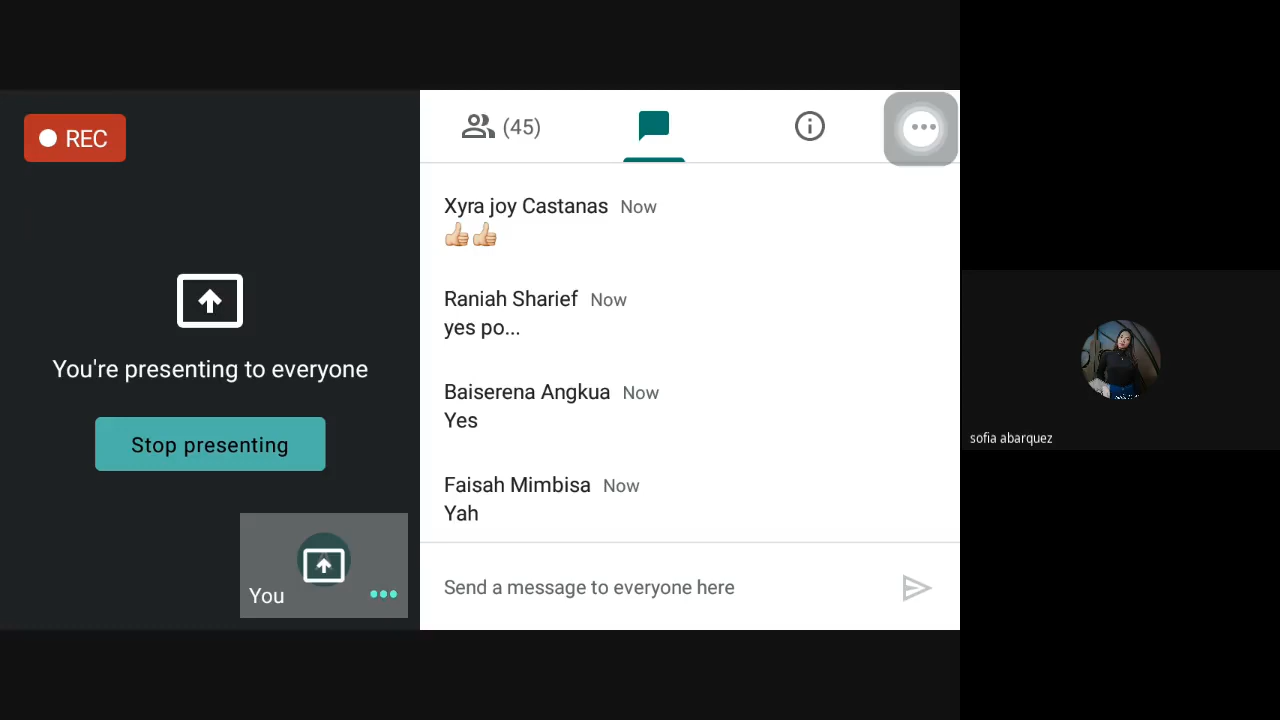 REC
You're presenting to everyone
Stop presenting
You
(45)
Xyra joy Castanas Now
👍🏻👍🏻
Raniah Sharief Now
yes po...
Baiserena Angkua Now
Yes
Faisah Mimbisa Now
Yah
Send a message to everyone here
sofia abarquez